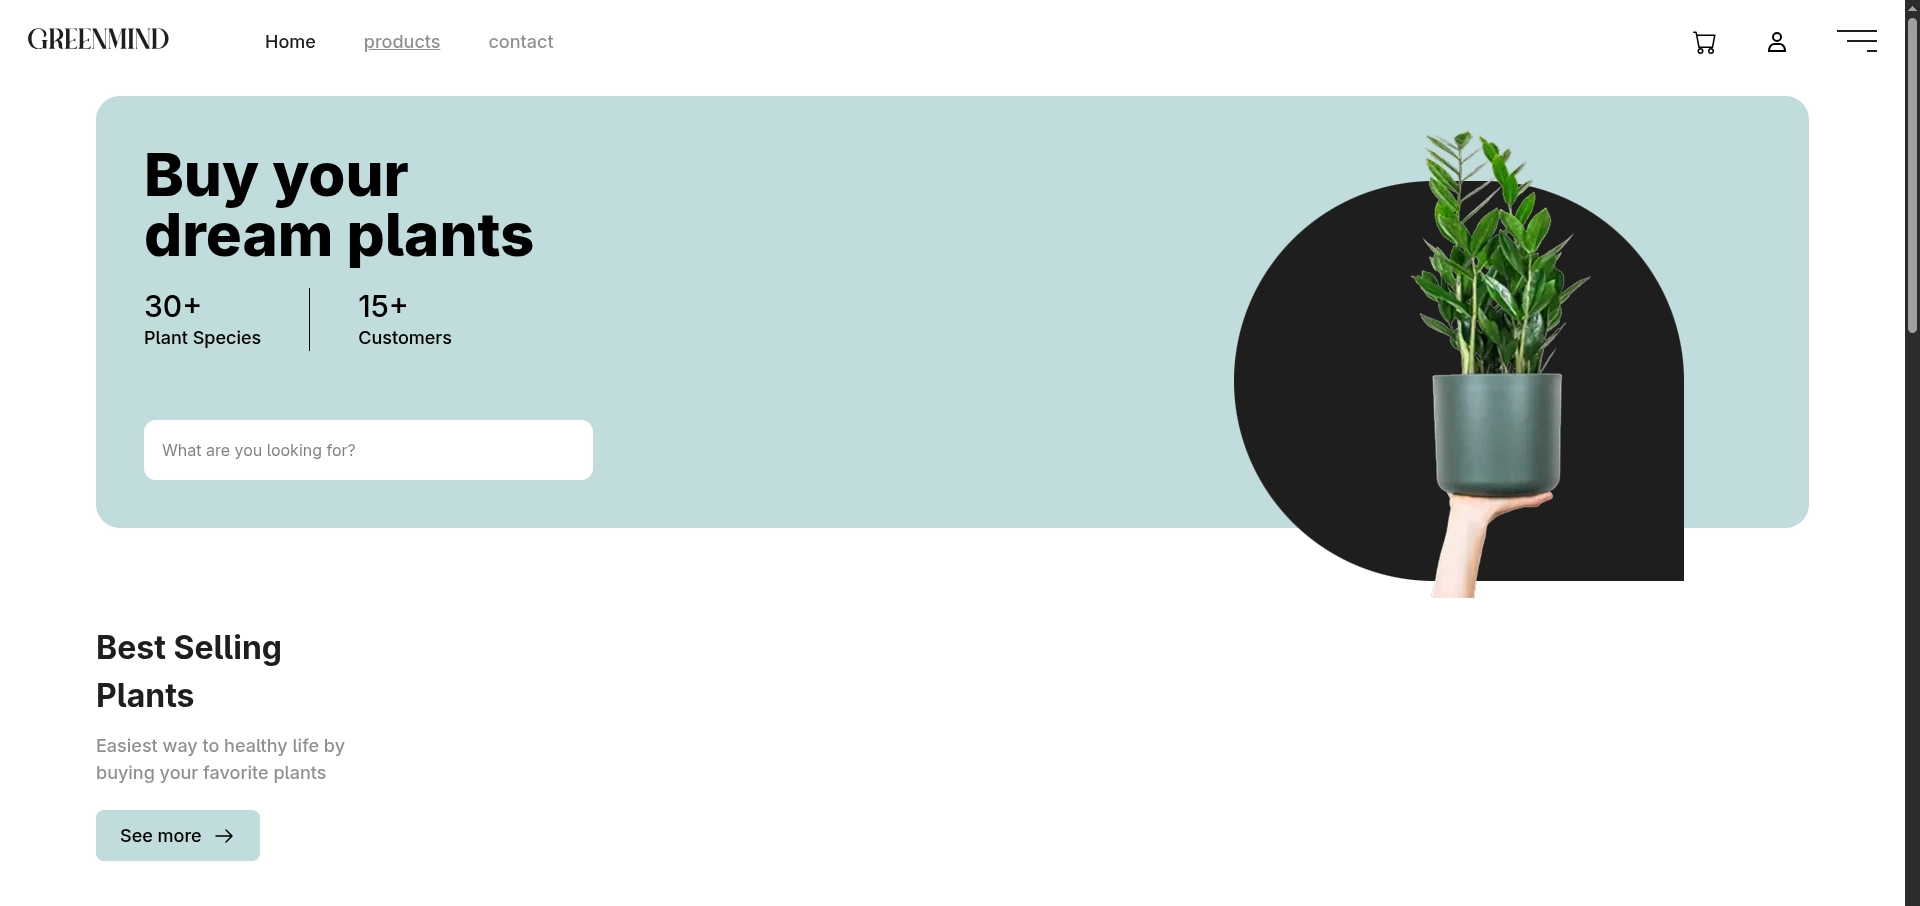 GREENMIND
Home
products
contact
Buy your
dream plants
30+
Plant Species
15+
Customers
What are you looking for?
Best Selling
Plants
Easiest way to healthy life by
buying your favorite plants
See more